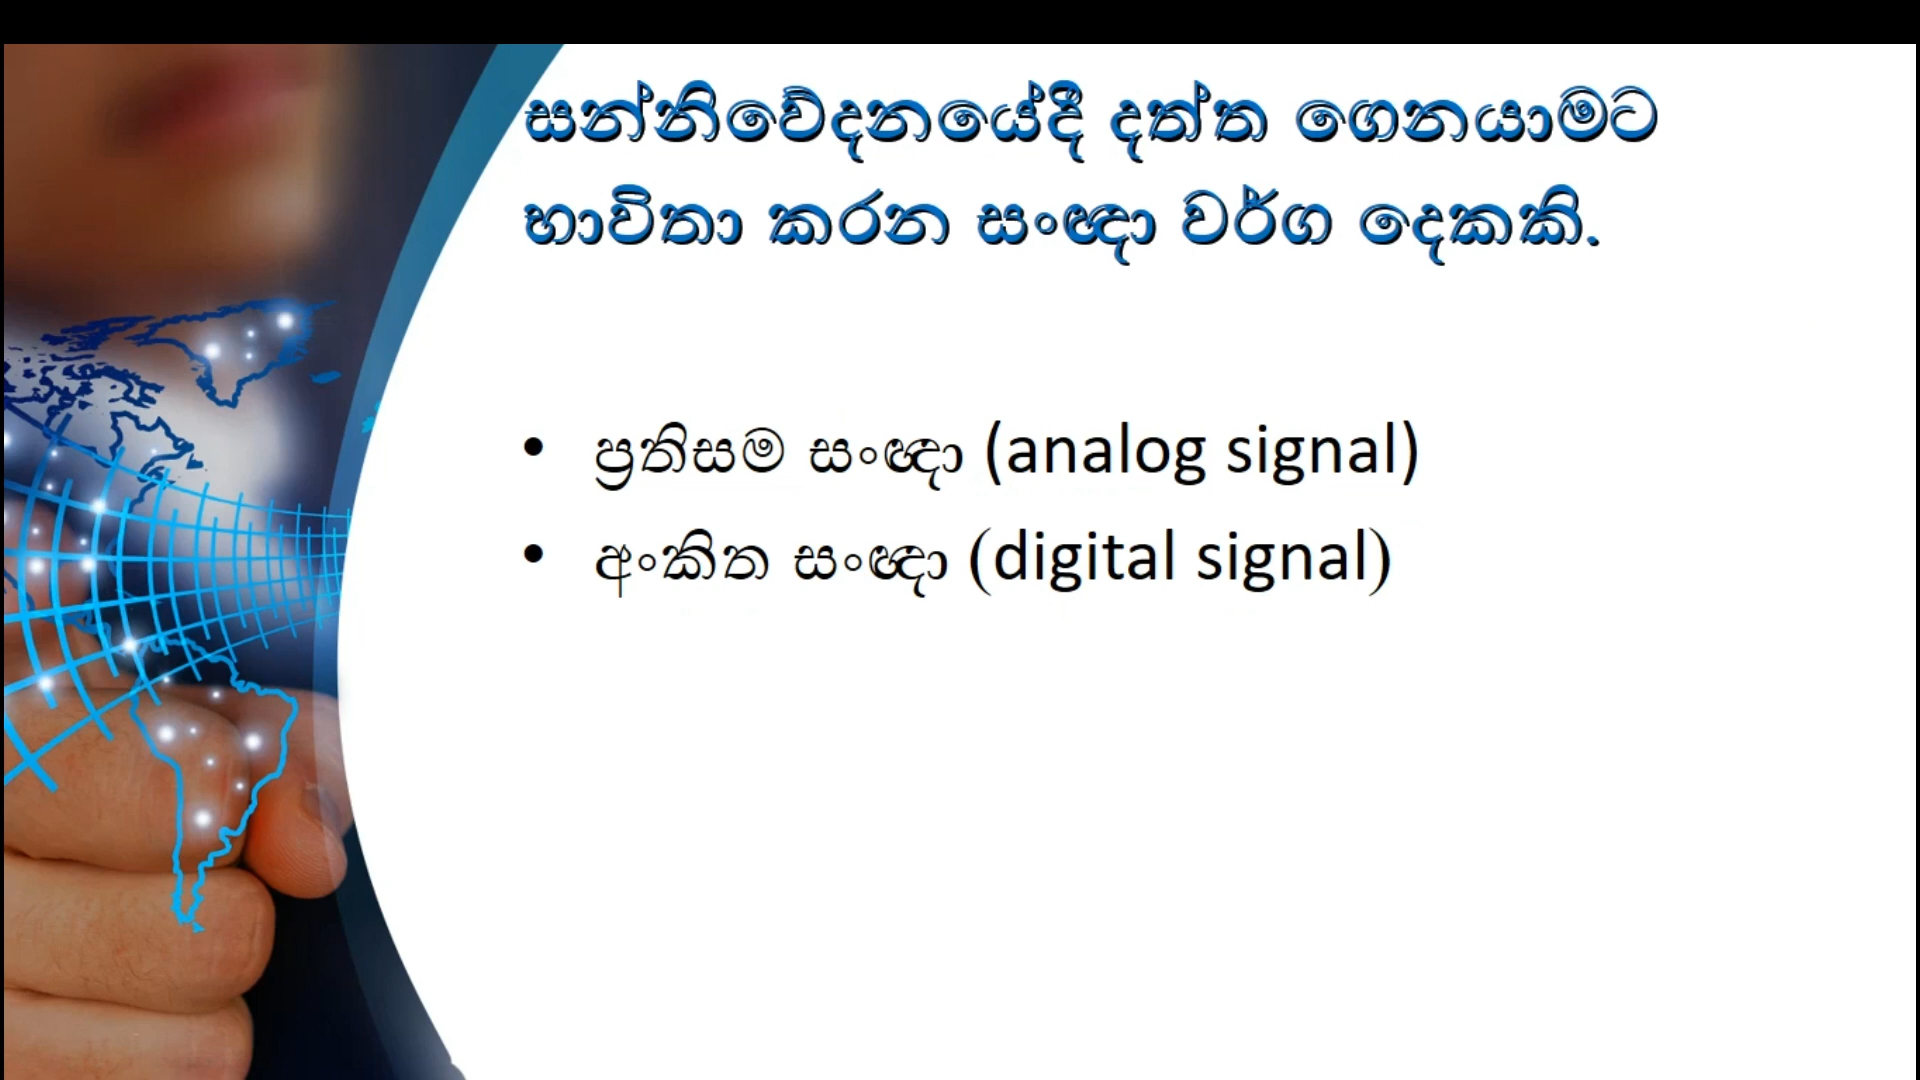 සන්නිවේදනයේදී දත්ත ගෙනයාමට
භාවිතා කරන සංඥා වර්ග දෙකකි.
• ප්‍රතිසම සංඥා (analog signal)
• අංකිත සංඥා (digital signal)